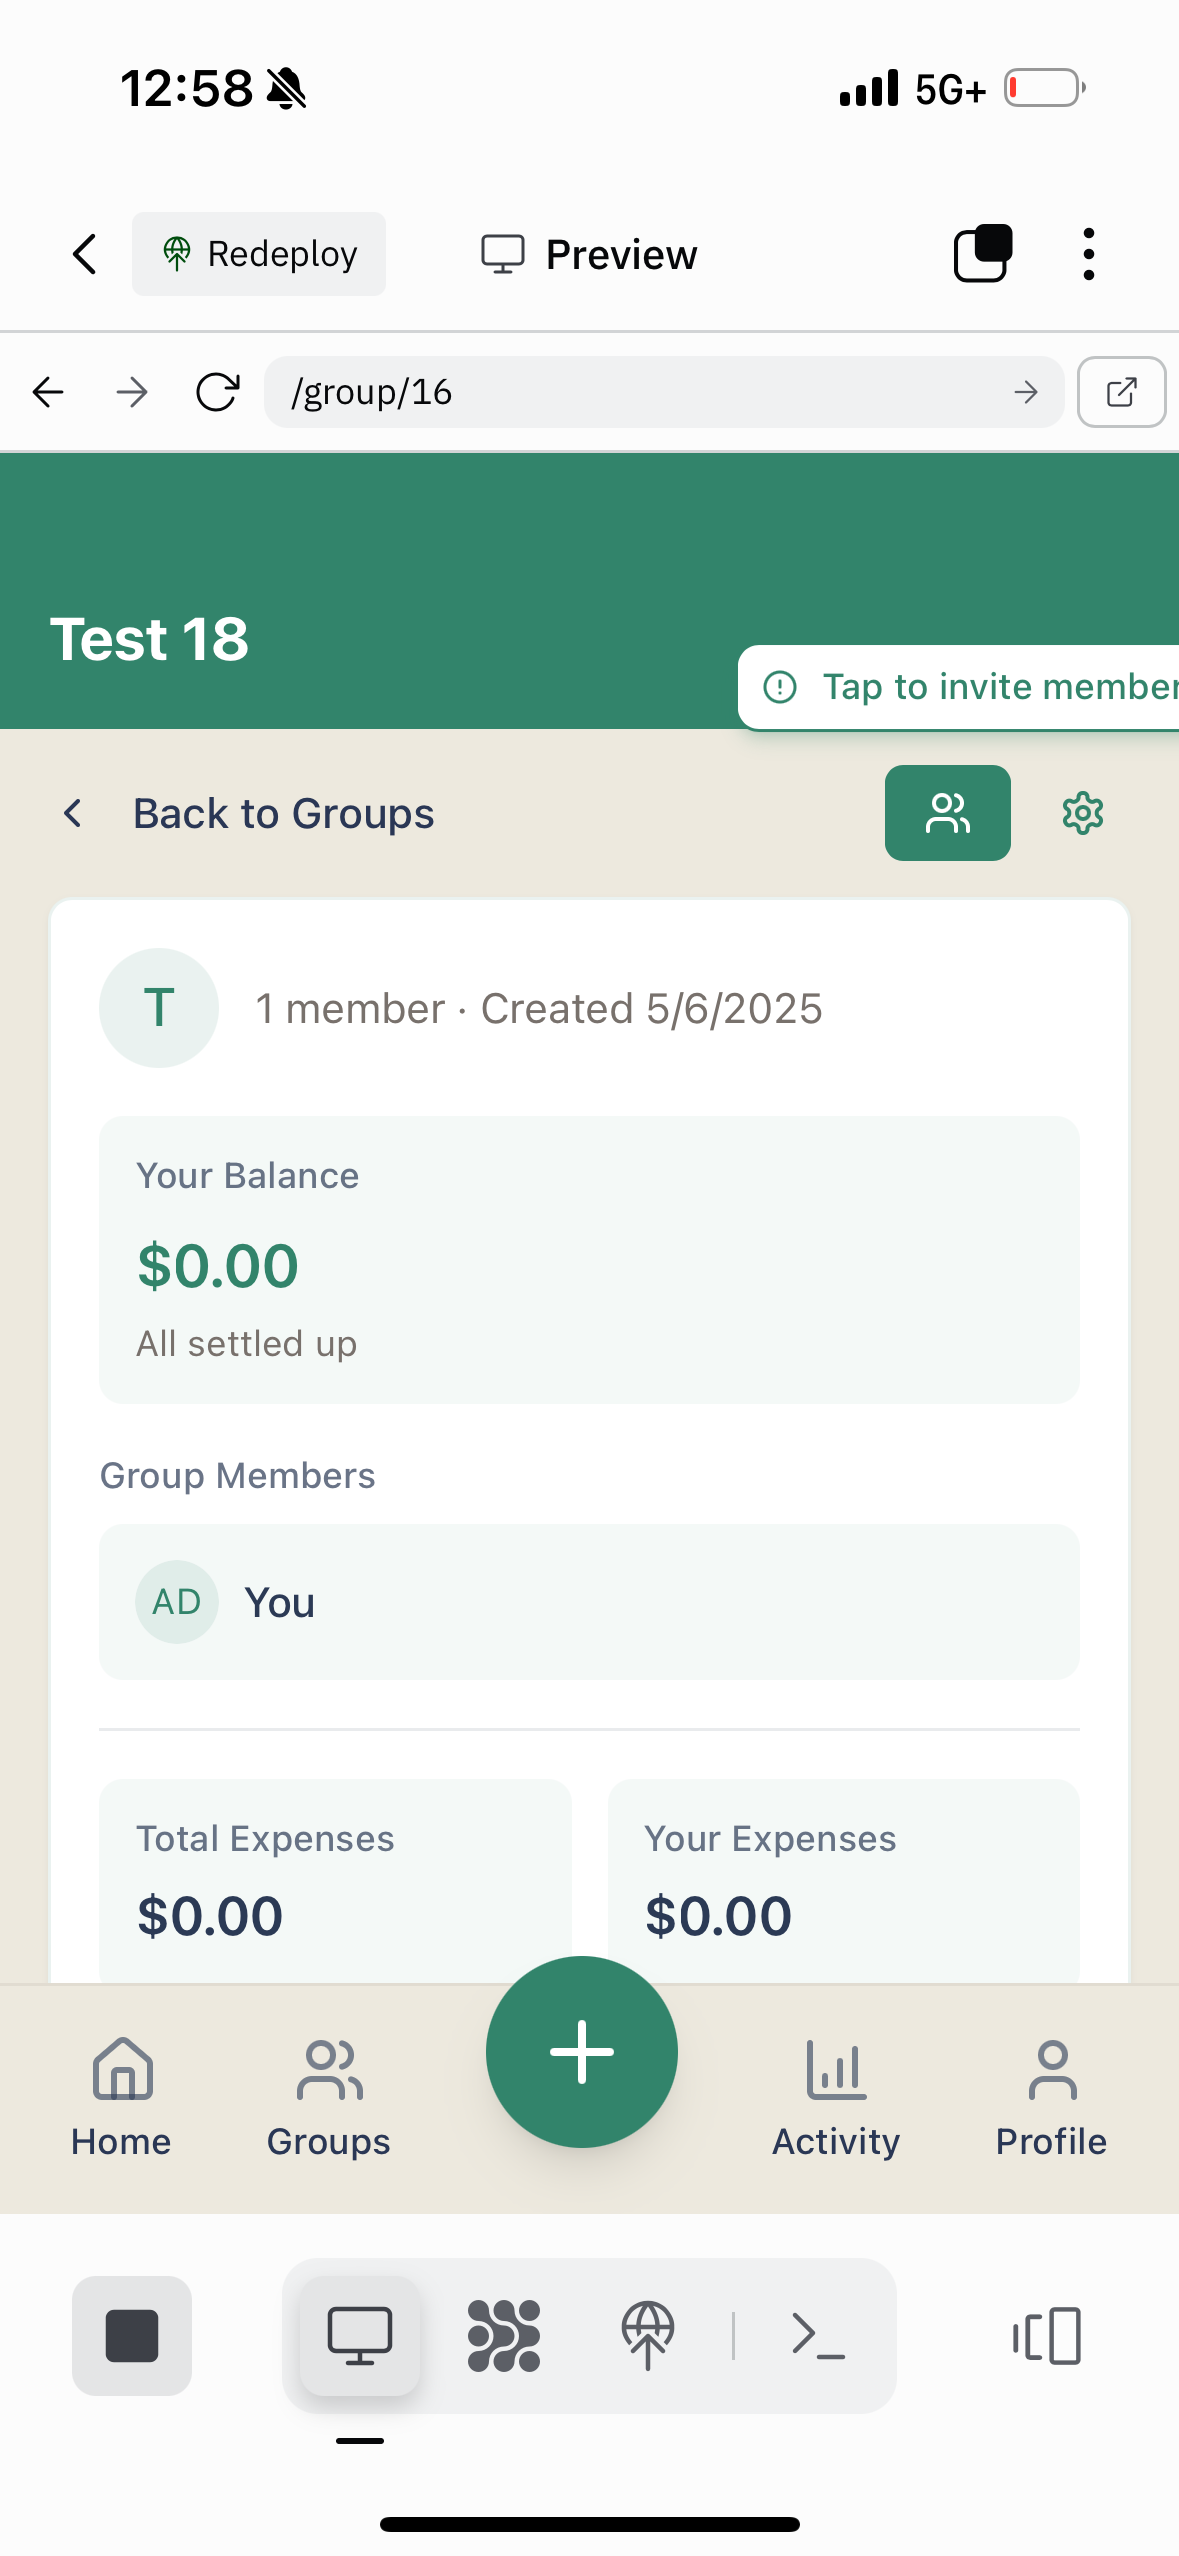 12:58
5G+
Redeploy
Preview
/group/16
Test 18
Tap to invite member
Back to Groups
T
1 member · Created 5/6/2025
Your Balance
$0.00
All settled up
Group Members
AD
You
Total Expenses
Your Expenses
$0.00
$0.00
Home
Groups
Activity
Profile